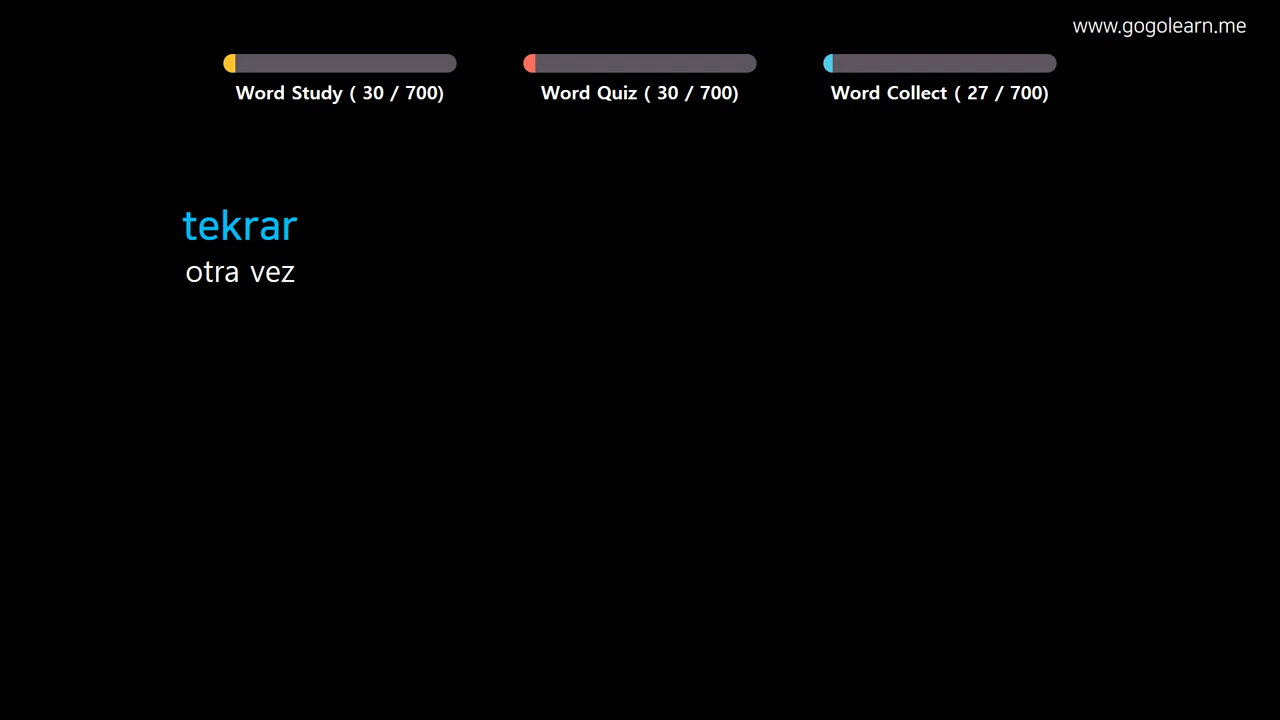 www.gogolearn.me
Word Study ( 30 / 700)
Word Quiz ( 30 / 700)
Word Collect ( 27 / 700)
tekrar
otra vez